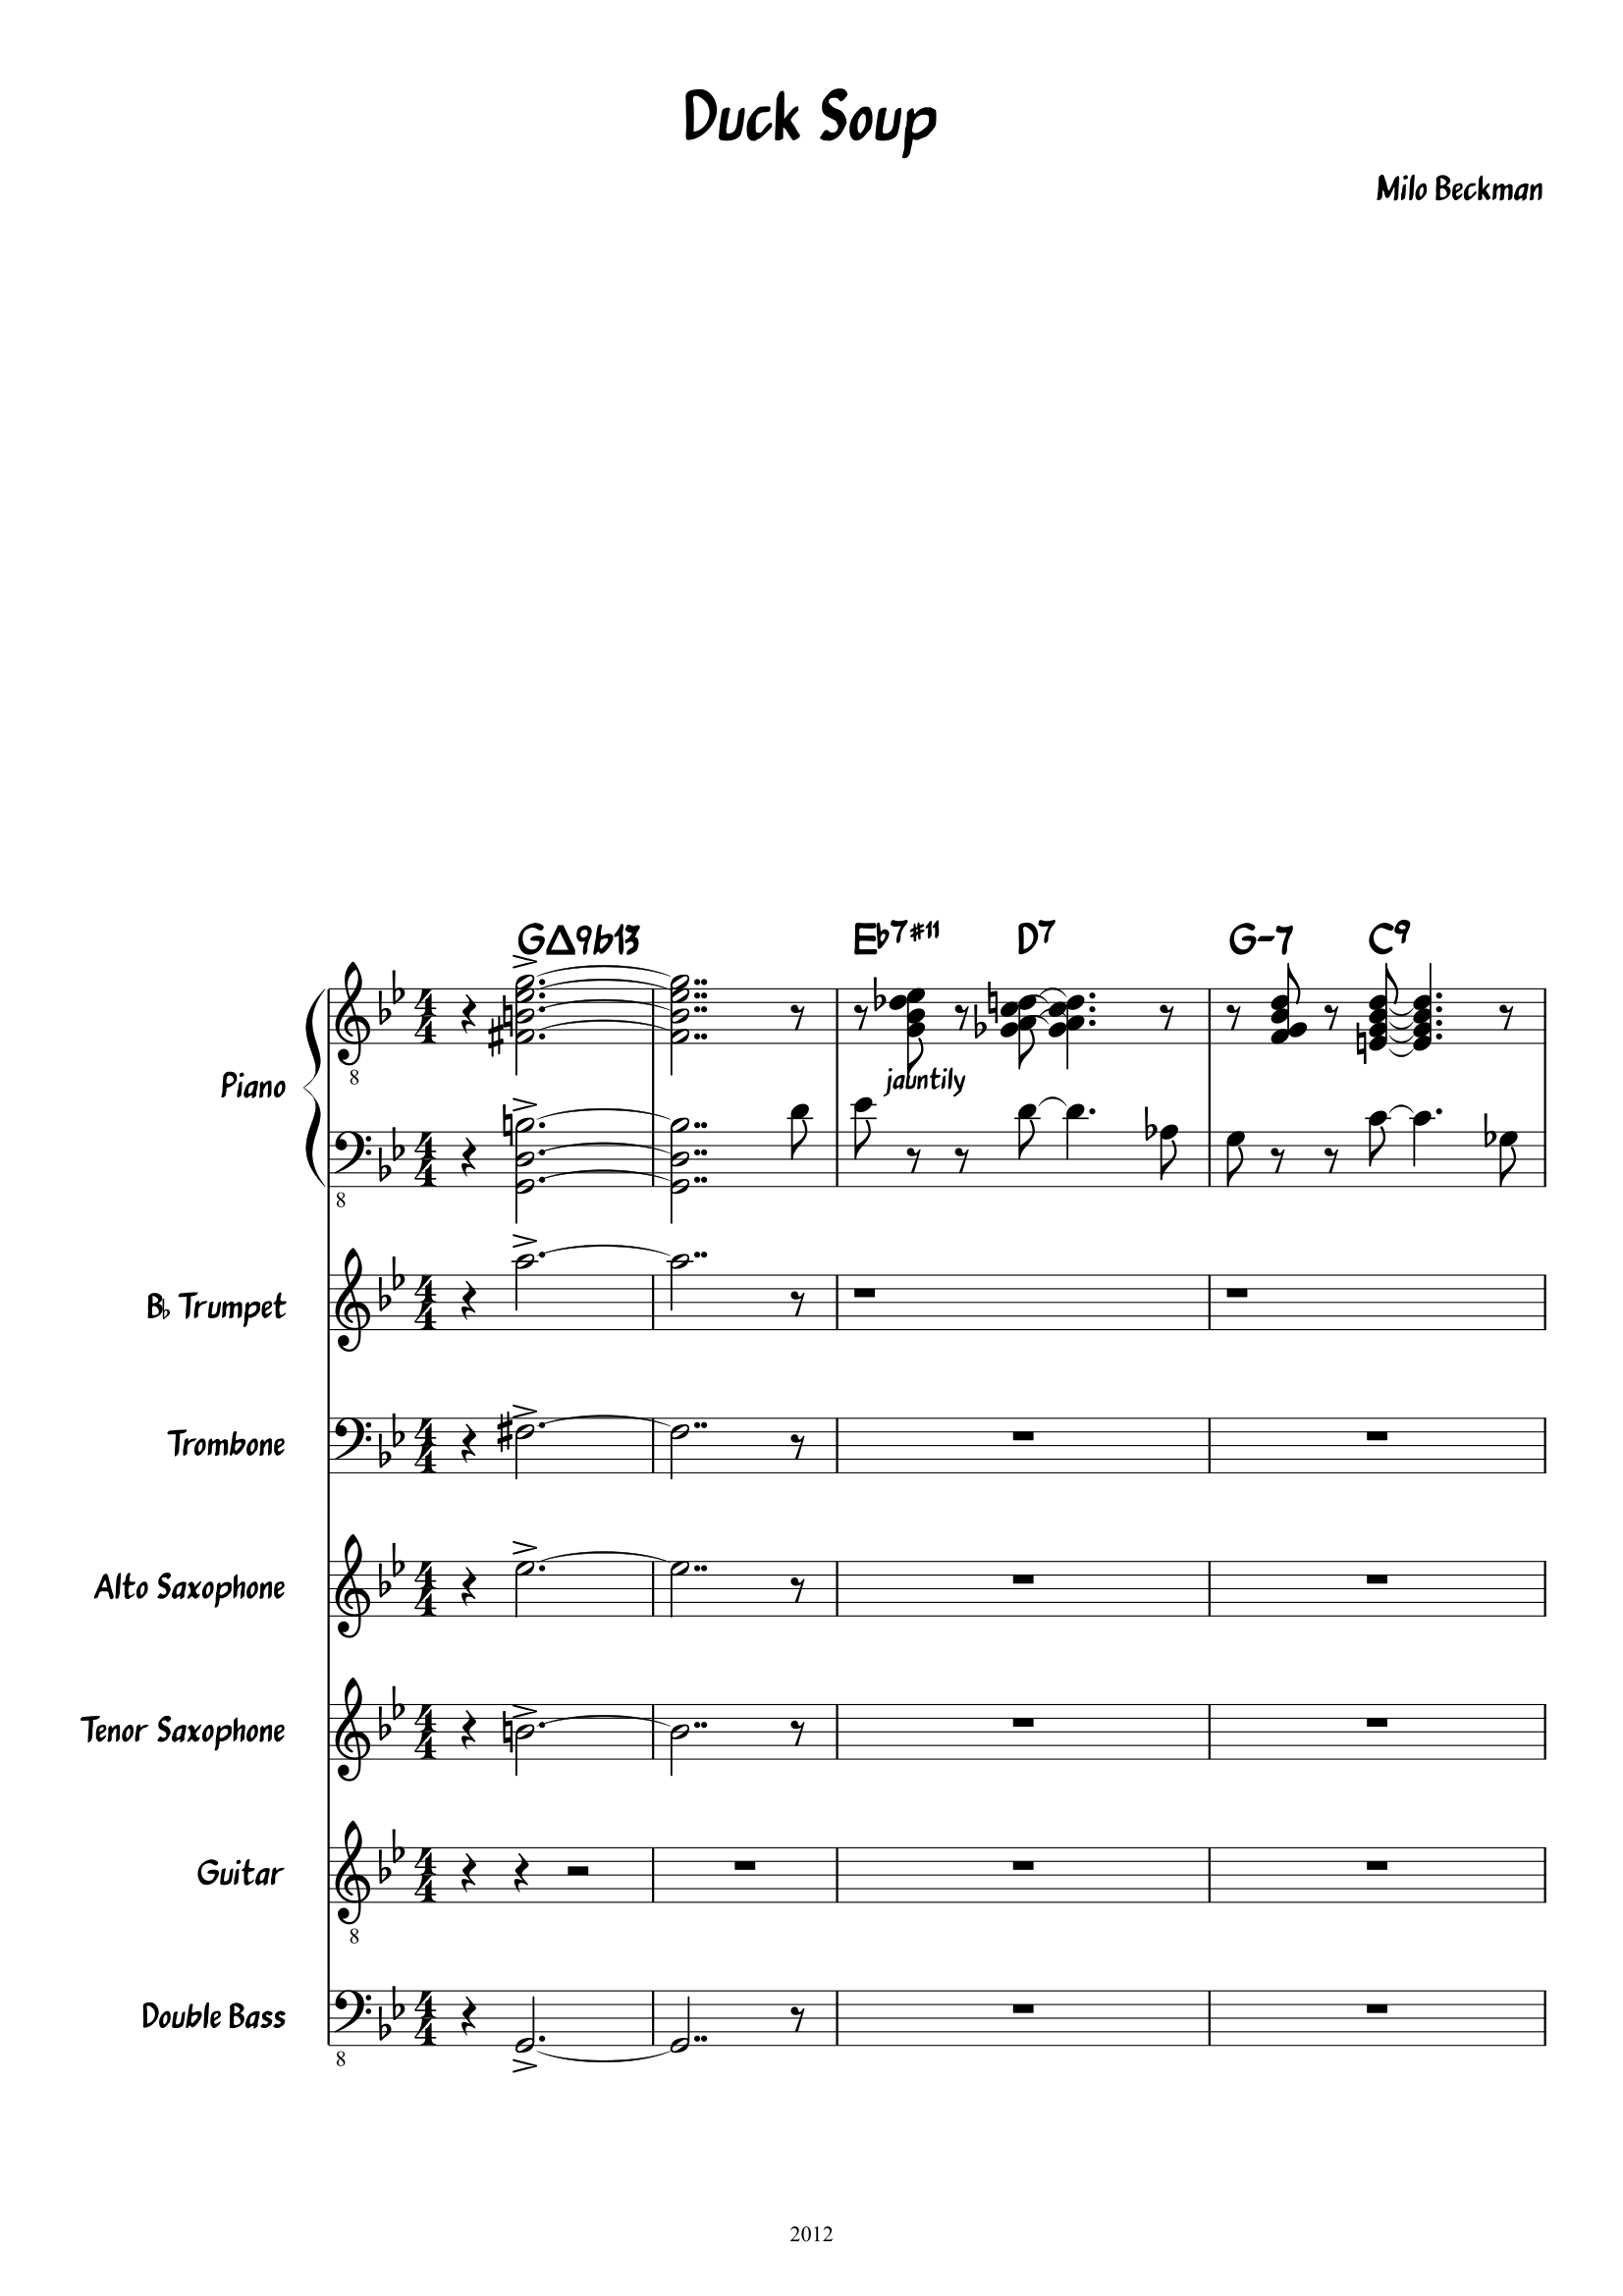 Duck Soup
Milo Beckman
G∆9b13 Eb7#11 D7 G-7 C9
8
Piano
jauntily
8
B♭ Trumpet
Trombone
Alto Saxophone
Tenor Saxophone
Guitar
8
Double Bass
8
2012